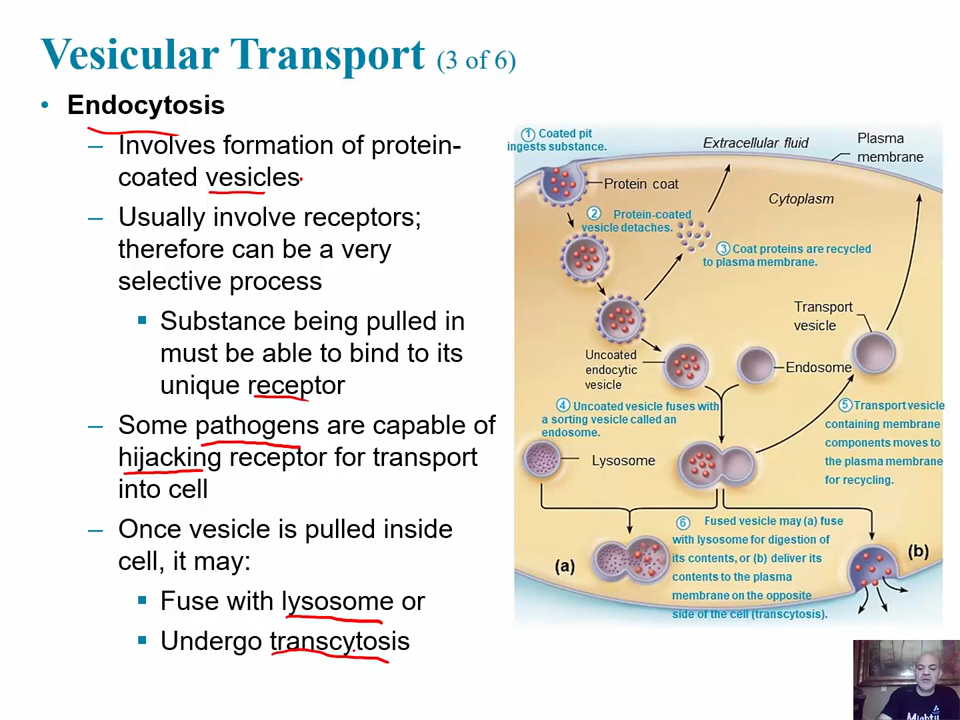 Vesicular Transport (3 of 6)
• Endocytosis
– Involves formation of protein-
coated vesicles
– Usually involve receptors;
therefore can be a very
selective process
▪ Substance being pulled in
must be able to bind to its
unique receptor
– Some pathogens are capable of
hijacking receptor for transport
into cell
– Once vesicle is pulled inside
cell, it may:
▪ Fuse with lysosome or
▪ Undergo transcytosis
1 Coated pit
ingests substance.
Extracellular fluid
Plasma
membrane
Protein coat
Cytoplasm
2 Protein-coated
vesicle detaches.
3 Coat proteins are recycled
to plasma membrane.
Transport
vesicle
Uncoated
endocytic
vesicle
Endosome
4 Uncoated vesicle fuses with
a sorting vesicle called an
endosome.
5 Transport vesicle
containing membrane
components moves to
the plasma membrane
for recycling.
Lysosome
6 Fused vesicle may (a) fuse
with lysosome for digestion of
its contents, or (b) deliver its
contents to the plasma
membrane on the opposite
side of the cell (transcytosis).
(a)
(b)
Mighty